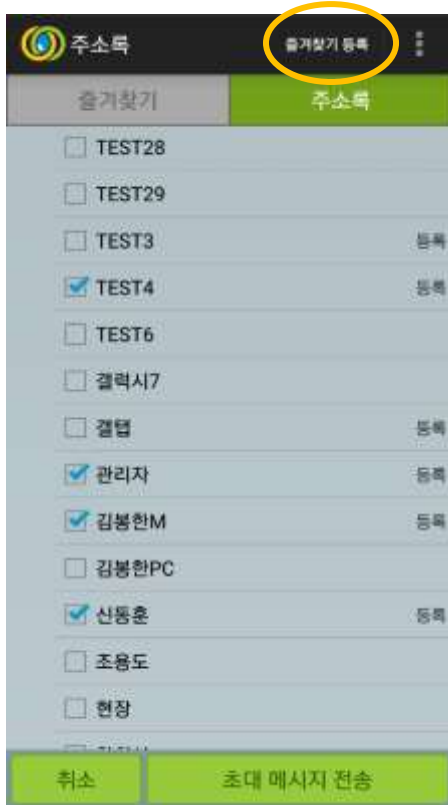 주소록 즐겨찾기 등록
즐겨찾기 주소록
TEST28
TEST29
TEST3 등록
TEST4 등록
TEST6
갤럭시7
갤탭 등록
관리자 등록
김봉한M 등록
김봉한PC
신동훈 등록
조용도
현장
취소 초대 메시지 전송